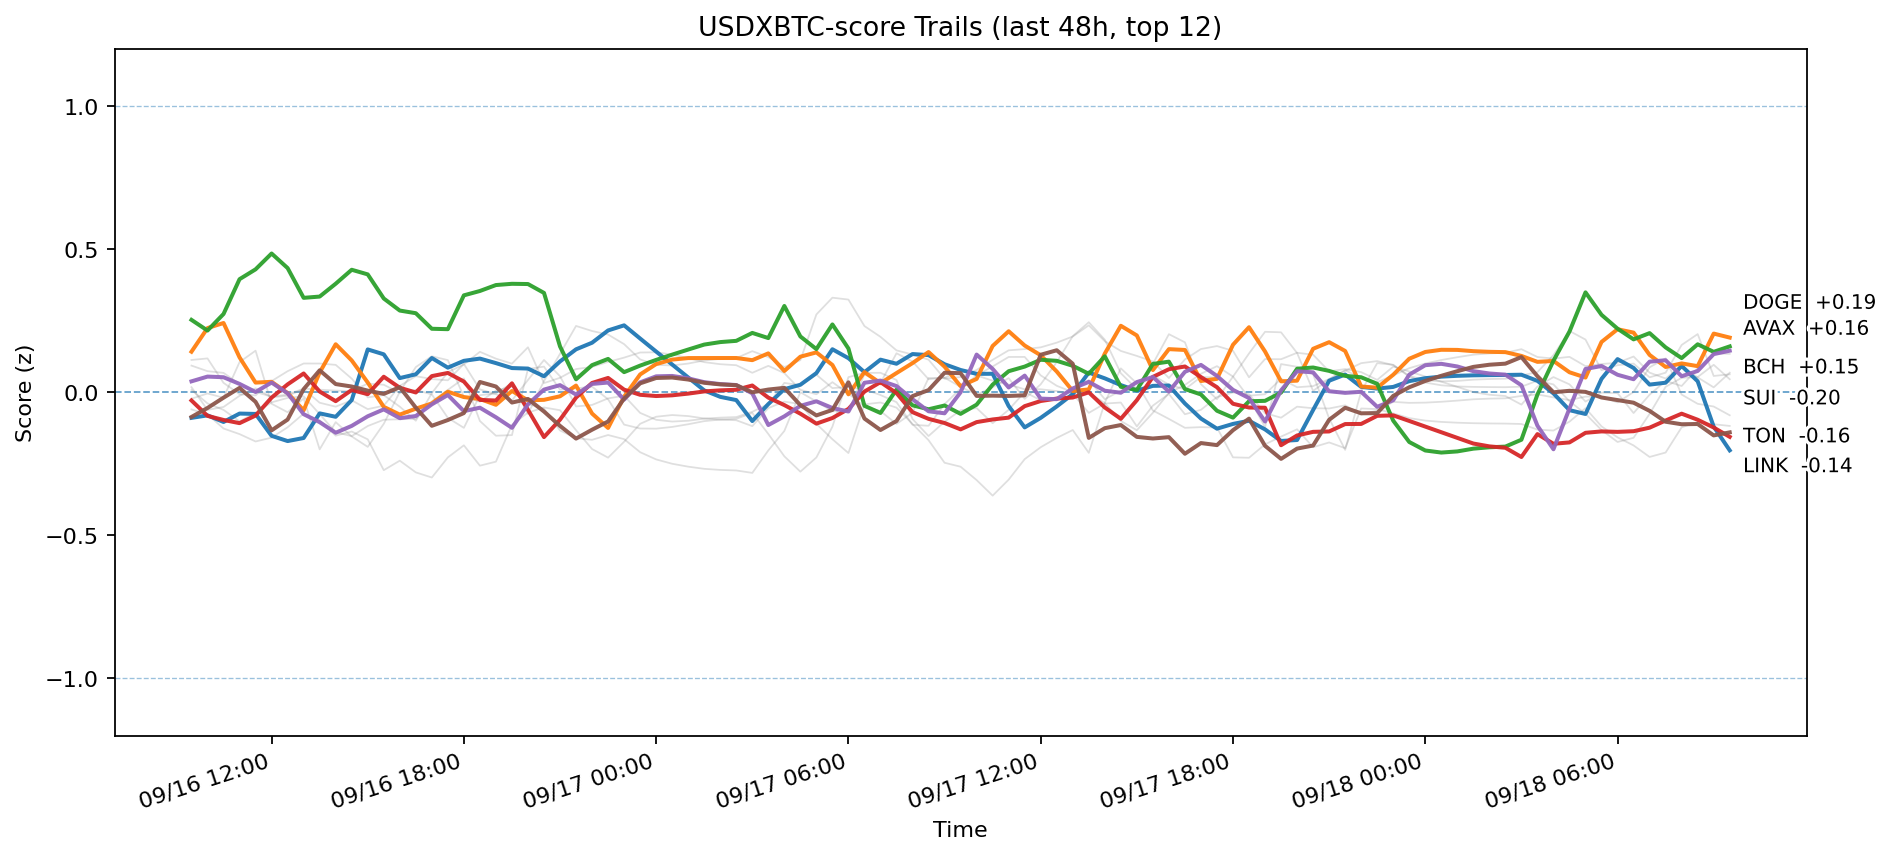 USDXBTC-score Trails (last 48h, top 12)
Score (z)
1.0
0.5
0.0
−0.5
−1.0
DOGE +0.19
AVAX +0.16
BCH +0.15
SUI -0.20
TON -0.16
LINK -0.14
09/16 12:00
09/16 18:00
09/17 00:00
09/17 06:00
09/17 12:00
09/17 18:00
09/18 00:00
09/18 06:00
Time